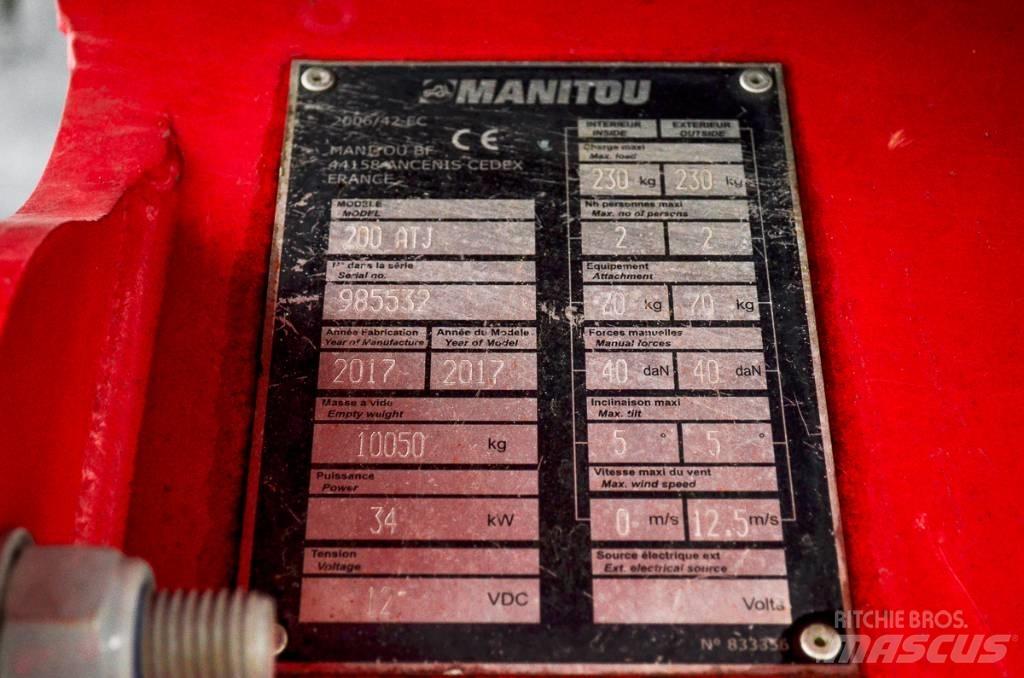 MANITOU
2006/42 EC
CE
MANITOU BF
44158 ANCENIS CEDEX
FRANCE
MODELE
MODEL
200 ATJ
N° dans la série
Serial no.
985532
Année Fabrication
Year of Manufacture
Année du Modele
Year of Model
2017
2017
Masse à vide
Empty weight
10050 kg
Puissance
Power
34 kW
Tension
Voltage
12 VDC
INTERIEUR
INSIDE
EXTERIEUR
OUTSIDE
Charge maxi
Max. load
230 kg 230 kg
Nb personnes maxi
Max. no of persons
2 2
Equipement
Attachment
70 kg 70 kg
Forces manuelles
Manual forces
40 daN 40 daN
Inclinaison maxi
Max. tilt
5 ° 5 °
Vitesse maxi du vent
Max. wind speed
0 m/s 12.5 m/s
Source électrique ext
Ext. electrical source
/ Volts
N° 833356
RITCHIE BROS.
MASCUS